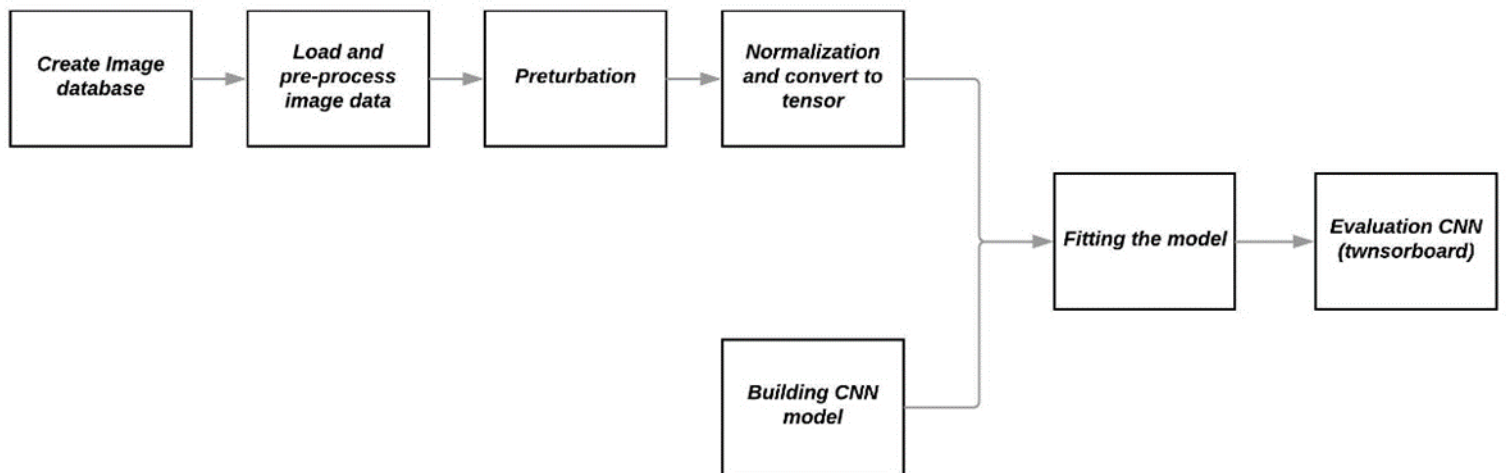 Create Image
database
Load and
pre-process
image data
Preturbation
Normalization
and convert to
tensor
Fitting the model
Evaluation CNN
(twnsorboard)
Building CNN
model